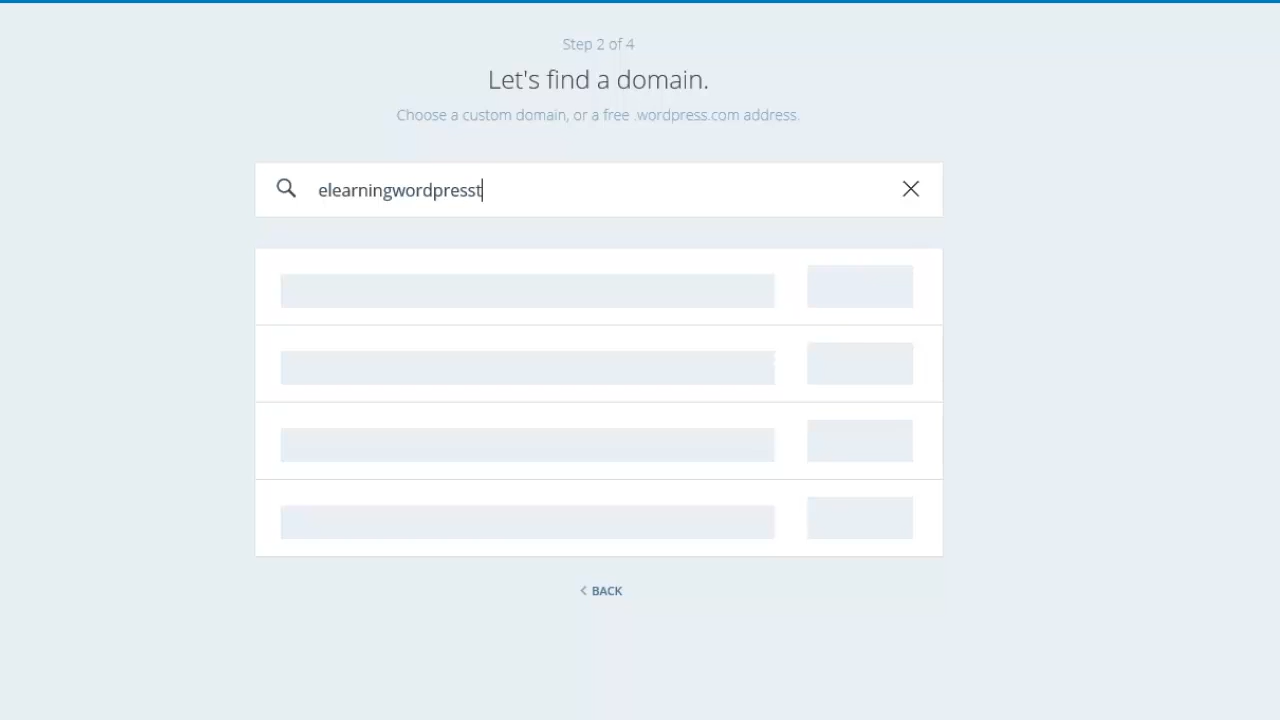 Step 2 of 4
Let's find a domain.
Choose a custom domain, or a free .wordpress.com address.
elearningwordpresst
BACK